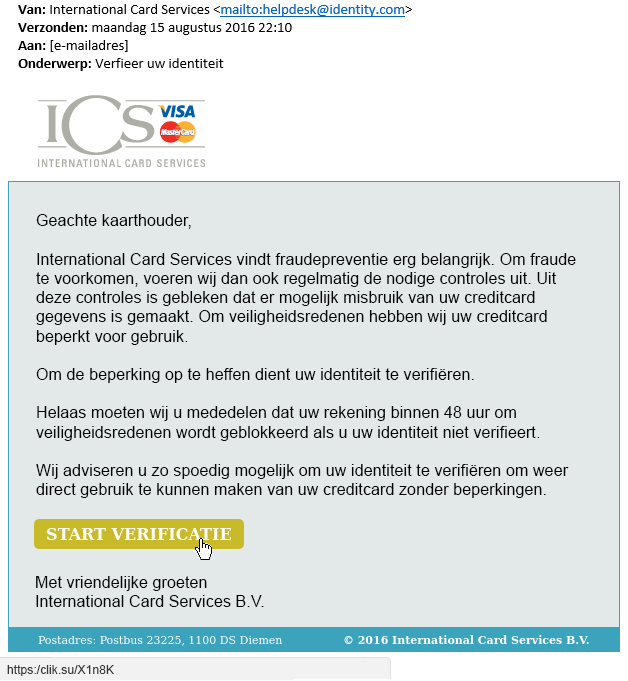 Van: International Card Services <mailto:helpdesk@identity.com>
Verzonden: maandag 15 augustus 2016 22:10
Aan: [e-mailadres]
Onderwerp: Verfieer uw identiteit
ICS VISA
MasterCard
INTERNATIONAL CARD SERVICES
Geachte kaarthouder,
International Card Services vindt fraudepreventie erg belangrijk. Om fraude
te voorkomen, voeren wij dan ook regelmatig de nodige controles uit. Uit
deze controles is gebleken dat er mogelijk misbruik van uw creditcard
gegevens is gemaakt. Om veiligheidsredenen hebben wij uw creditcard
beperkt voor gebruik.
Om de beperking op te heffen dient uw identiteit te verifiëren.
Helaas moeten wij u mededelen dat uw rekening binnen 48 uur om
veiligheidsredenen wordt geblokkeerd als u uw identiteit niet verifieert.
Wij adviseren u zo spoedig mogelijk om uw identiteit te verifiëren om weer
direct gebruik te kunnen maken van uw creditcard zonder beperkingen.
START VERIFICATIE
Met vriendelijke groeten
International Card Services B.V.
Postadres: Postbus 23225, 1100 DS Diemen © 2016 International Card Services B.V.
https:/clik.su/X1n8K